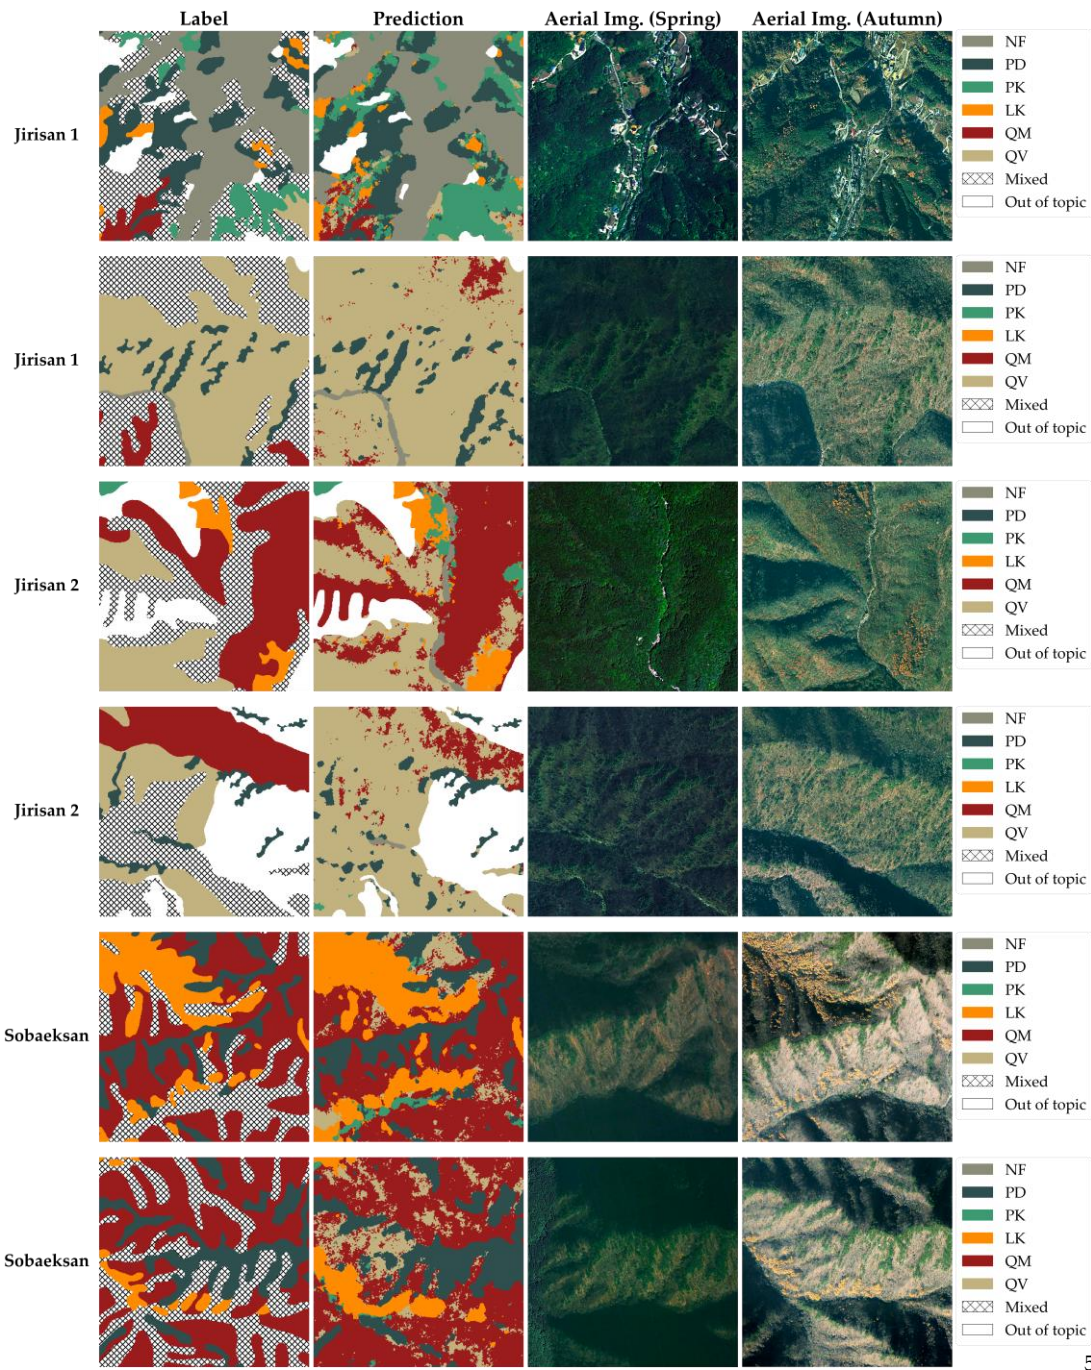 Label Prediction Aerial Img. (Spring) Aerial Img. (Autumn)
Jirisan 1
NF
PD
PK
LK
QM
QV
Mixed
Out of topic
Jirisan 1
NF
PD
PK
LK
QM
QV
Mixed
Out of topic
Jirisan 2
NF
PD
PK
LK
QM
QV
Mixed
Out of topic
Jirisan 2
NF
PD
PK
LK
QM
QV
Mixed
Out of topic
Sobaeksan
NF
PD
PK
LK
QM
QV
Mixed
Out of topic
Sobaeksan
NF
PD
PK
LK
QM
QV
Mixed
Out of topic
5